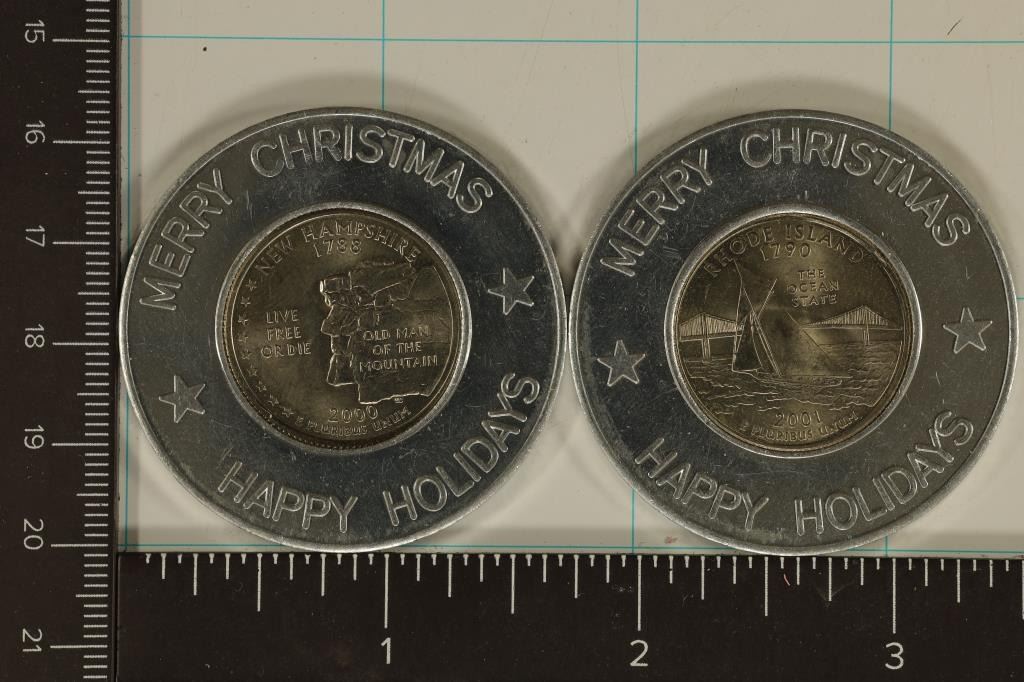 MERRY CHRISTMAS
NEW HAMPSHIRE
1788
LIVE
FREE
OR DIE
OLD MAN
OF THE
MOUNTAIN
2000
E PLURIBUS UNUM
HAPPY HOLIDAYS
MERRY CHRISTMAS
RHODE ISLAND
1790
THE
OCEAN
STATE
2001
E PLURIBUS UNUM
HAPPY HOLIDAYS
15
16
17
18
19
20
21
1 2 3